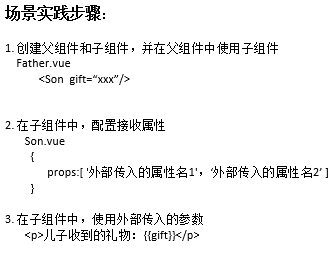 场景实践步骤：
1. 创建父组件和子组件，并在父组件中使用子组件
Father.vue
<Son gift=“xxx”/>
2. 在子组件中，配置接收属性
Son.vue
{
props:[ '外部传入的属性名1'，‘外部传入的属性名2’ ]
}
3. 在子组件中，使用外部传入的参数
<p>儿子收到的礼物：{{gift}}</p>